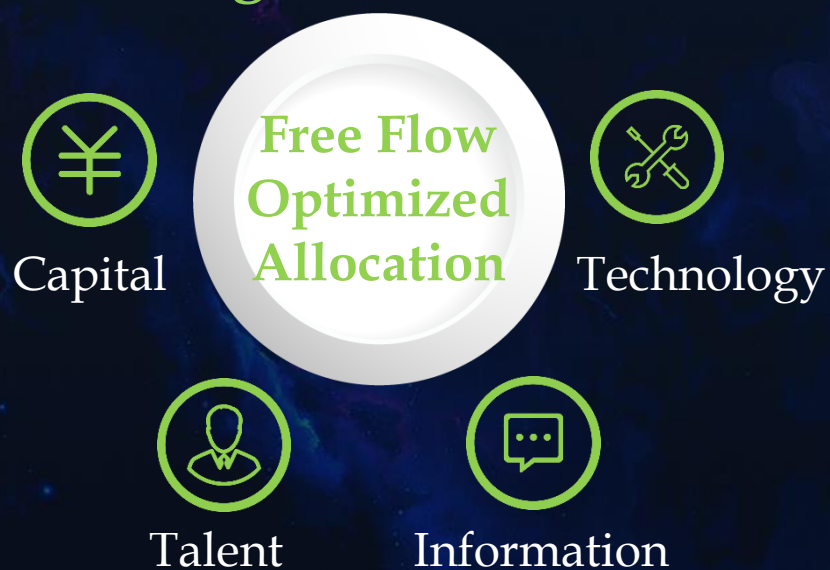 Free Flow
Optimized
Allocation
Capital
Technology
Talent
Information